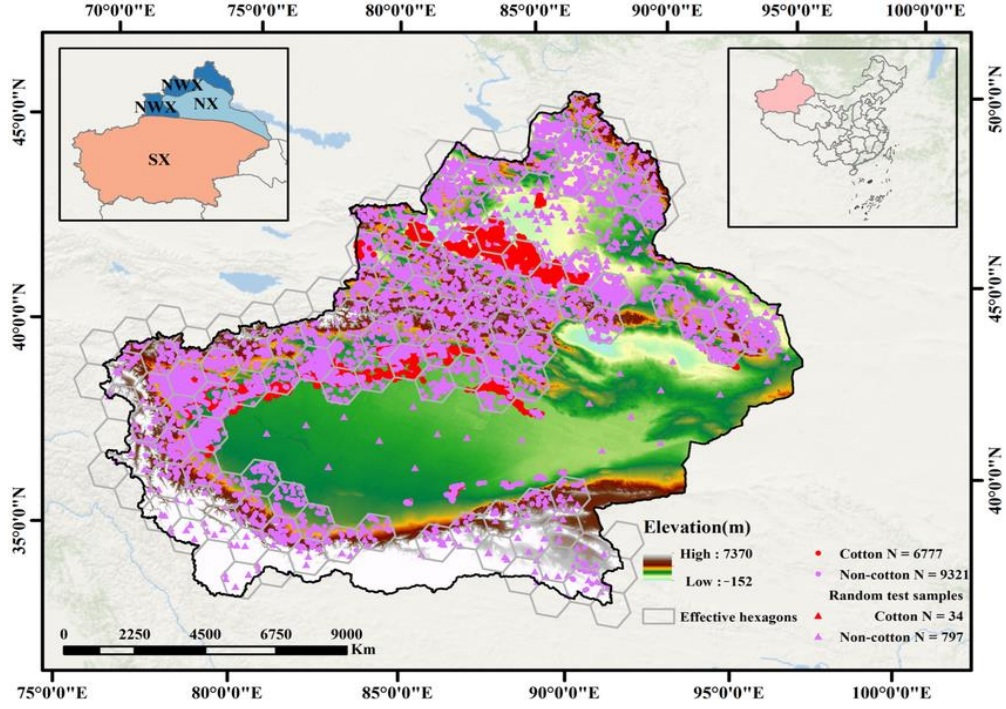 70°0'0"E 75°0'0"E 80°0'0"E 85°0'0"E 90°0'0"E 95°0'0"E 100°0'0"E
NWX
NWX NX
SX
45°0'0"N
40°0'0"N
35°0'0"N
50°0'0"N
45°0'0"N
40°0'0"N
Elevation(m)
High : 7370
Low : -152
Effective hexagons
Cotton N = 6777
Non-cotton N = 9321
Random test samples
Cotton N = 34
Non-cotton N = 797
0 2250 4500 6750 9000
Km
75°0'0"E 80°0'0"E 85°0'0"E 90°0'0"E 95°0'0"E 100°0'0"E